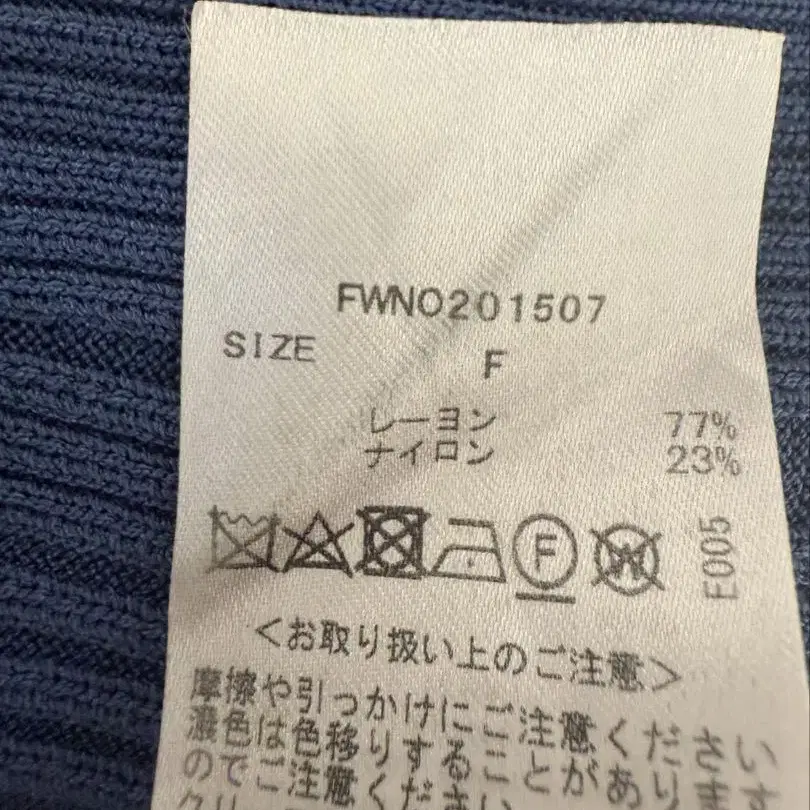 FWNO201507
SIZE F
レーヨン 77%
ナイロン 23%
F
W
E005
<お取り扱い上のご注意>
摩擦や引っかけにご注意ください
濃色は色移りすることがありま
のでご注意くださ